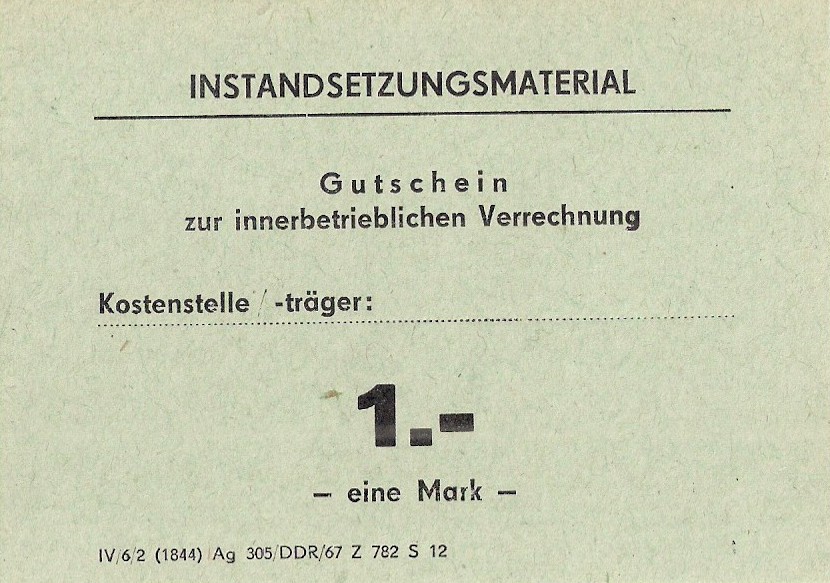 INSTANDSETZUNGSMATERIAL
Gutschein
zur innerbetrieblichen Verrechnung
Kostenstelle / -träger:
1.-
– eine Mark –
IV/6/2 (1844) Ag 305/DDR/67 Z 782 S 12